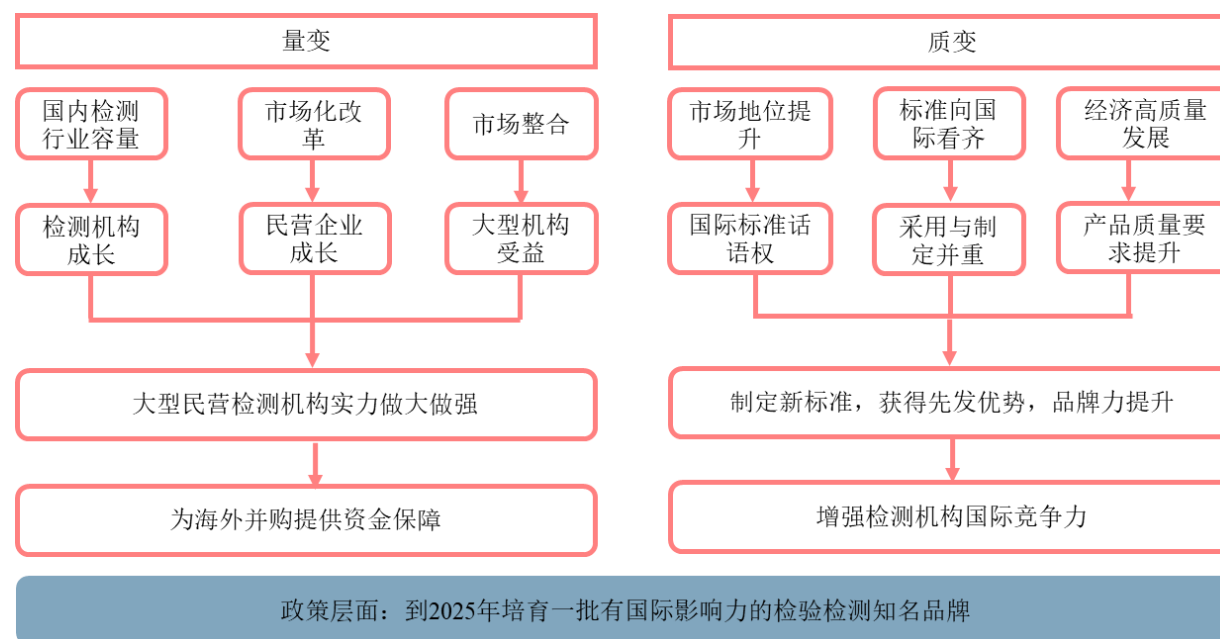 量变
质变
国内检测
行业容量
市场化改
革
市场整合
市场地位提
升
标准向国
际看齐
经济高质量
发展
检测机构
成长
民营企业
成长
大型机构
受益
国际标准话
语权
采用与制
定并重
产品质量要
求提升
大型民营检测机构实力做大做强
制定新标准，获得先发优势，品牌力提升
为海外并购提供资金保障
增强检测机构国际竞争力
政策层面：到2025年培育一批有国际影响力的检验检测知名品牌